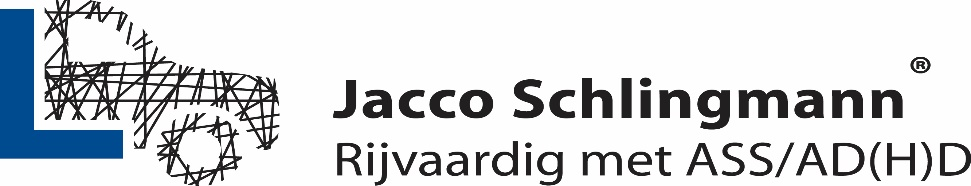 L
Jacco Schlingmann®
Rijvaardig met ASS/AD(H)D